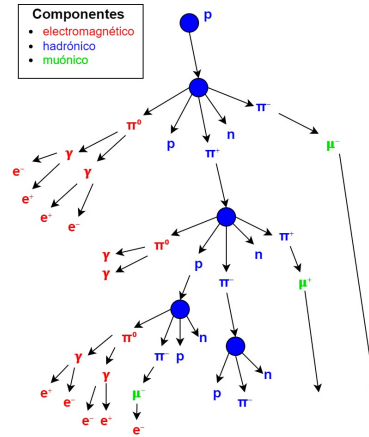 Componentes
• electromagnético
• hadrónico
• muónico
p
π⁻
π⁰
n
p
π⁺
μ⁻
γ
γ
e⁻
e⁺
e⁻
e⁻
π⁺
π⁰
n
γ
p
γ
π⁻
μ⁺
π⁰
n
γ
π⁻ p
γ
e⁺
e⁻
μ⁻
p
π⁻
n
e⁻ e⁺
e⁻